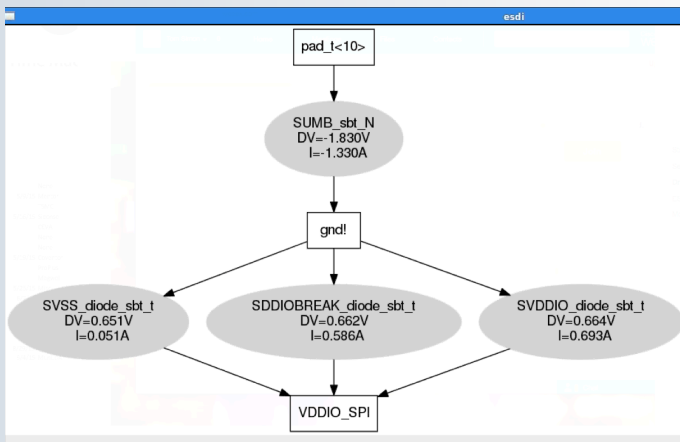 esdi
pad_t<10>
SUMB_sbt_N
DV=-1.830V
I=-1.330A
gnd!
SVSS_diode_sbt_t
DV=0.651V
I=0.051A
SDDIOBREAK_diode_sbt_t
DV=0.662V
I=0.586A
SVDDIO_diode_sbt_t
DV=0.664V
I=0.693A
VDDIO_SPI